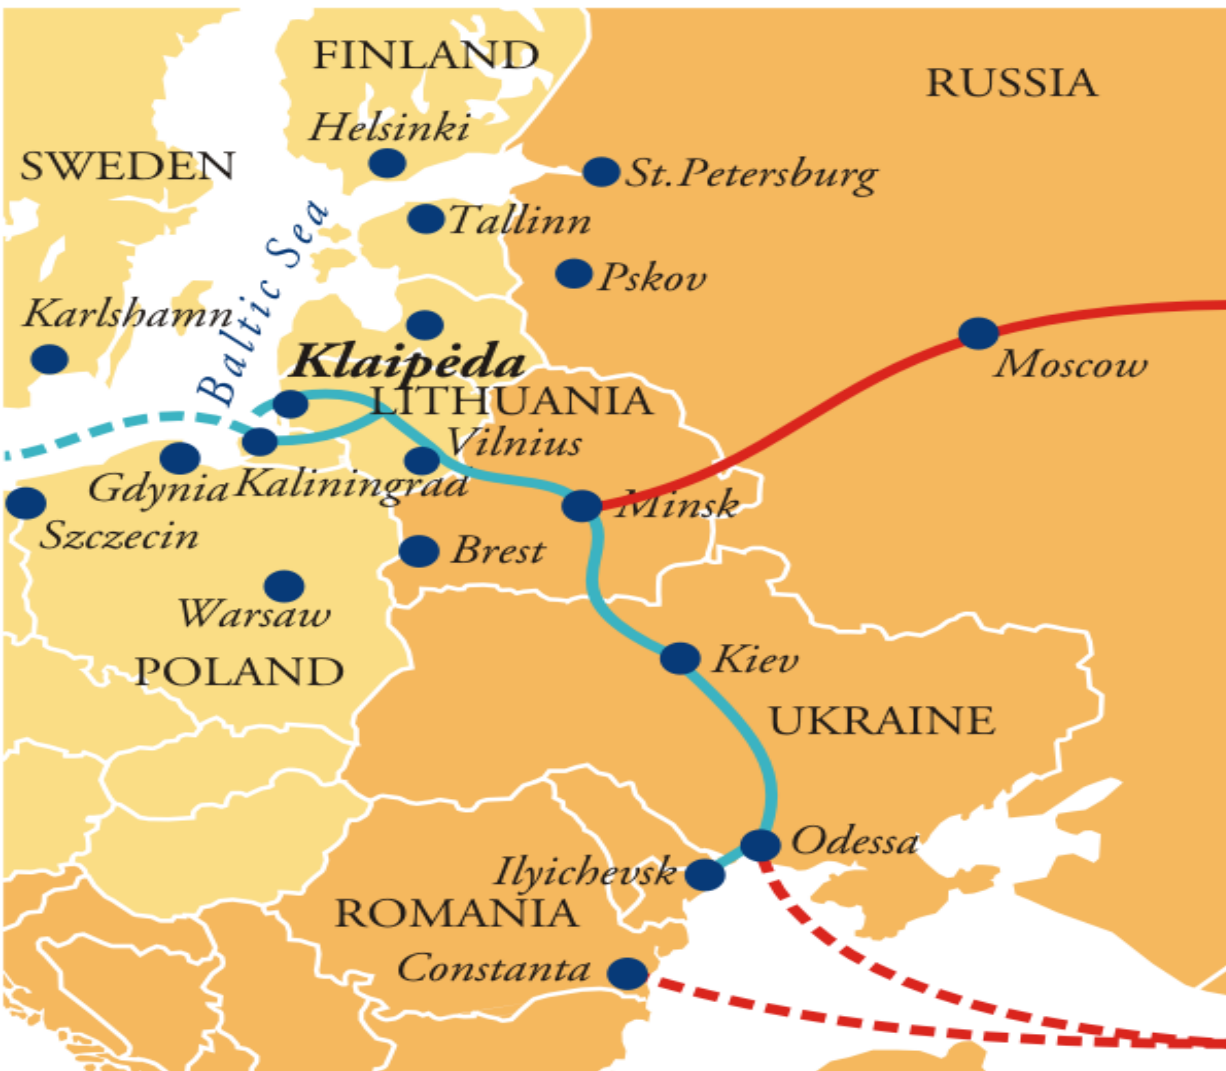 FINLAND
RUSSIA
Helsinki
SWEDEN
St.Petersburg
Tallinn
Baltic Sea
Pskov
Karlshamn
Klaipėda
Moscow
LITHUANIA
Vilnius
Gdynia
Kaliningrad
Minsk
Szczecin
Brest
Warsaw
Kiev
POLAND
UKRAINE
Odessa
Ilyichevsk
ROMANIA
Constanta